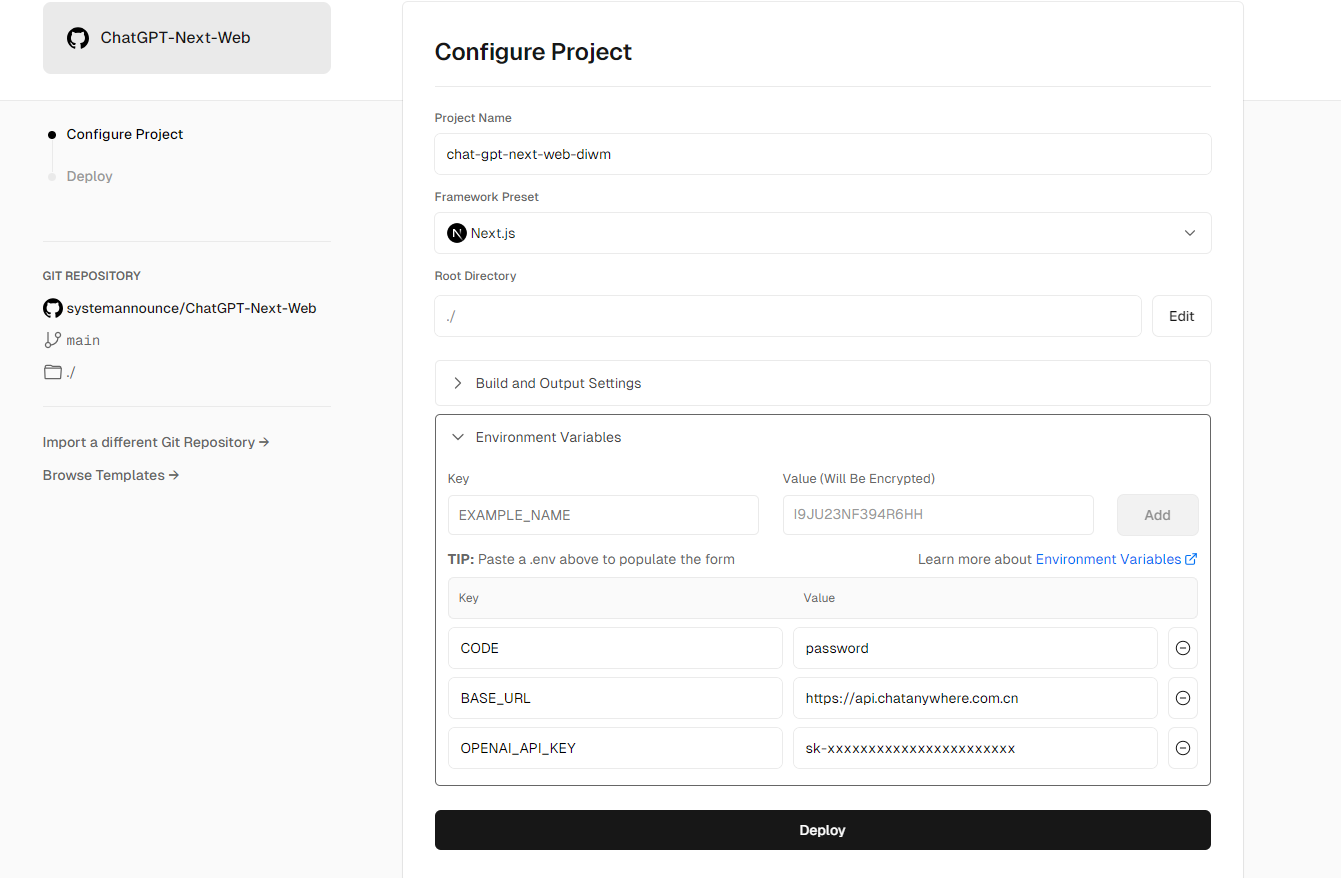 ChatGPT-Next-Web
Configure Project
Deploy
GIT REPOSITORY
systemannounce/ChatGPT-Next-Web
main
./
Import a different Git Repository →
Browse Templates →
Configure Project
Project Name
chat-gpt-next-web-diwm
Framework Preset
N Next.js
Root Directory
./ Edit
Build and Output Settings
Environment Variables
Key Value (Will Be Encrypted)
EXAMPLE_NAME I9JU23NF394R6HH Add
TIP: Paste a .env above to populate the form Learn more about Environment Variables
Key Value
CODE password
BASE_URL https://api.chatanywhere.com.cn
OPENAI_API_KEY sk-xxxxxxxxxxxxxxxxxxxxxxx
Deploy